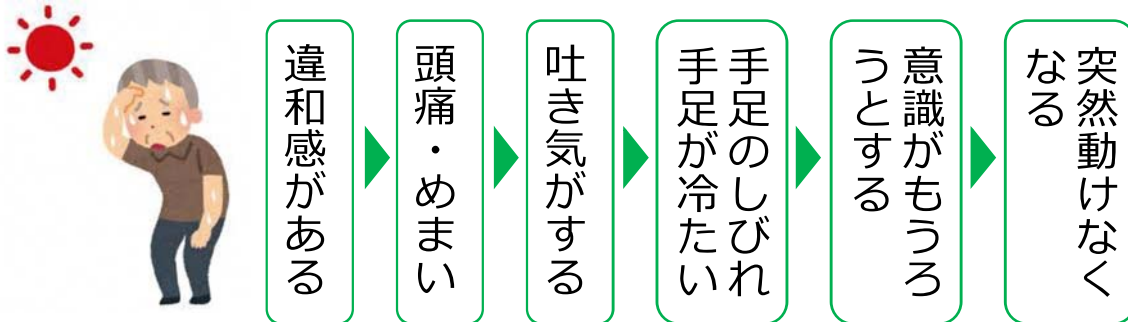 違和感がある
頭痛・めまい
吐き気がする
手足のしびれ
手足が冷たい
意識がもうろ
うとする
突然動けなく
なる